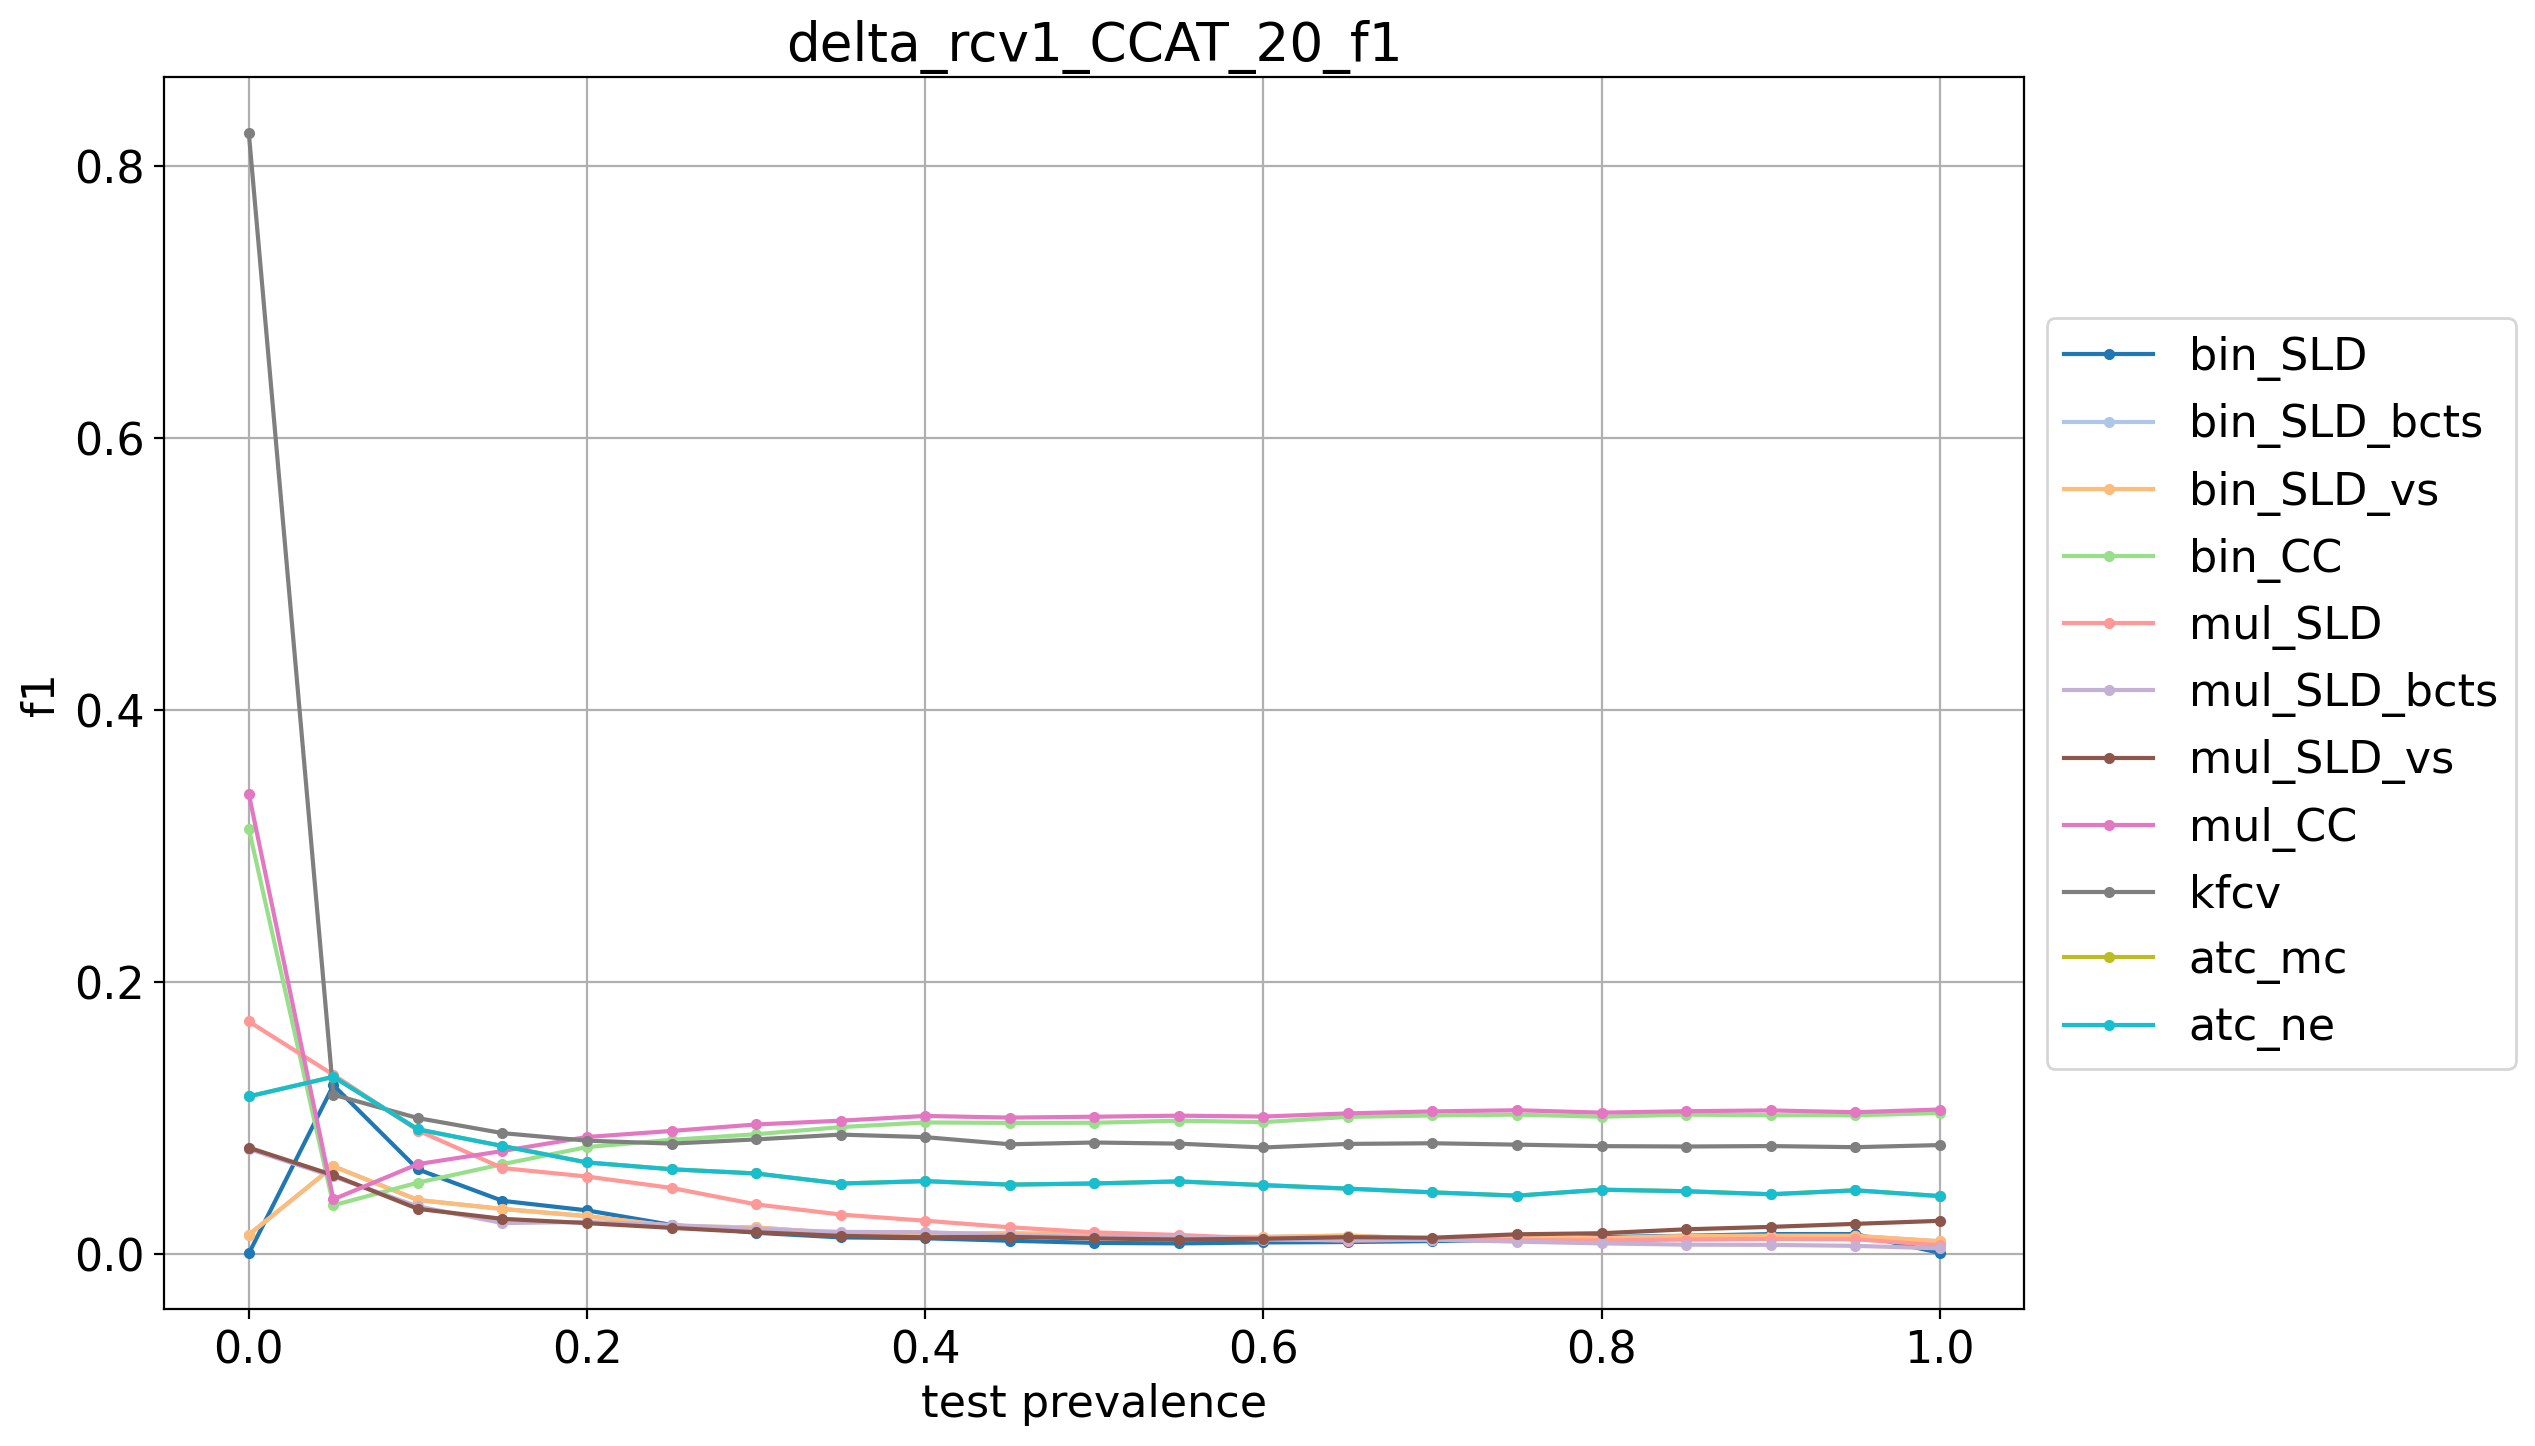 delta_rcv1_CCAT_20_f1
f1
0.8
0.6
0.4
0.2
0.0
0.0 0.2 0.4 0.6 0.8 1.0
test prevalence
bin_SLD
bin_SLD_bcts
bin_SLD_vs
bin_CC
mul_SLD
mul_SLD_bcts
mul_SLD_vs
mul_CC
kfcv
atc_mc
atc_ne